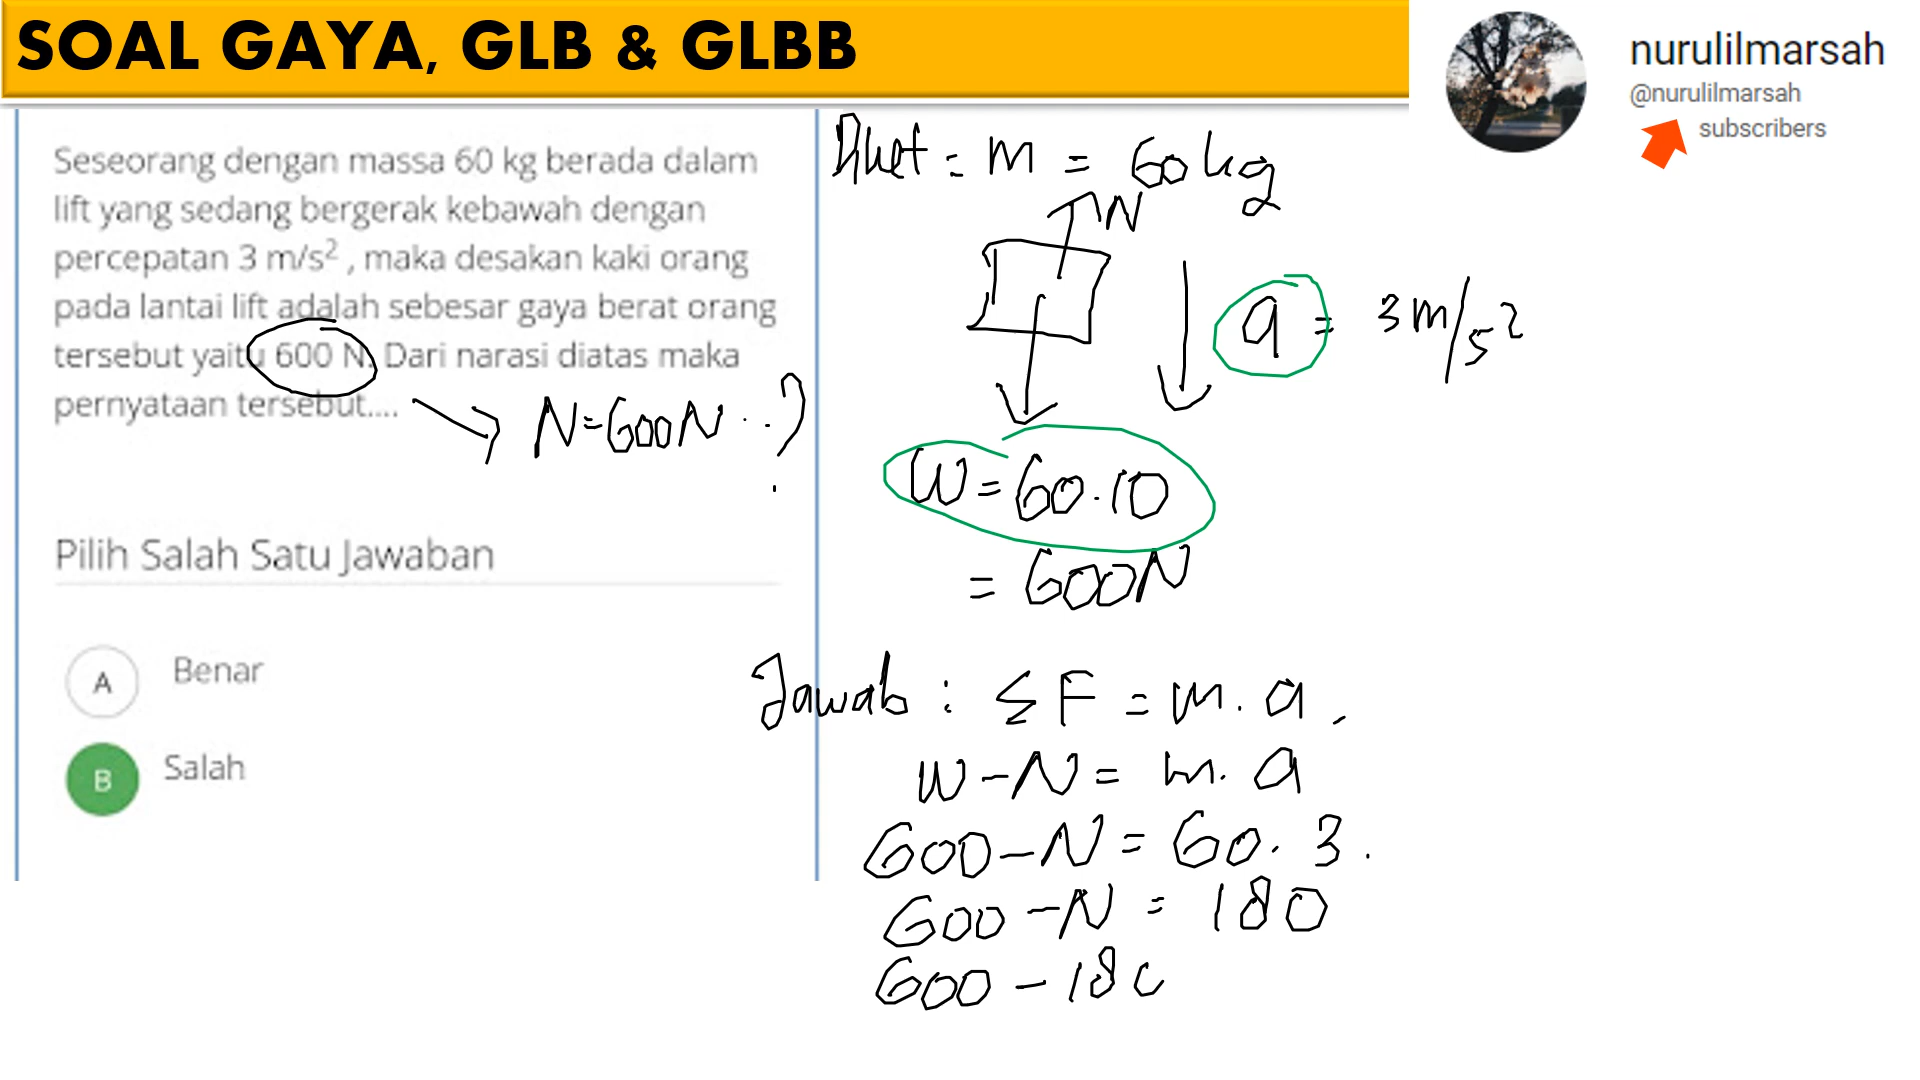 SOAL GAYA, GLB & GLBB
nurulilmarsah
@nurulilmarsah
subscribers
Seseorang dengan massa 60 kg berada dalam
lift yang sedang bergerak kebawah dengan
percepatan 3 m/s² , maka desakan kaki orang
pada lantai lift adalah sebesar gaya berat orang
tersebut yaitu 600 N. Dari narasi diatas maka
pernyataan tersebut....
N=600N..?
Pilih Salah Satu Jawaban
A Benar
B Salah
Diket = m = 60 kg
N
a = 3 m/s²
W = 60.10
= 600N
Jawab : ΣF = m.a.
W-N = m.a
600-N = 60.3.
600-N = 180
600-180